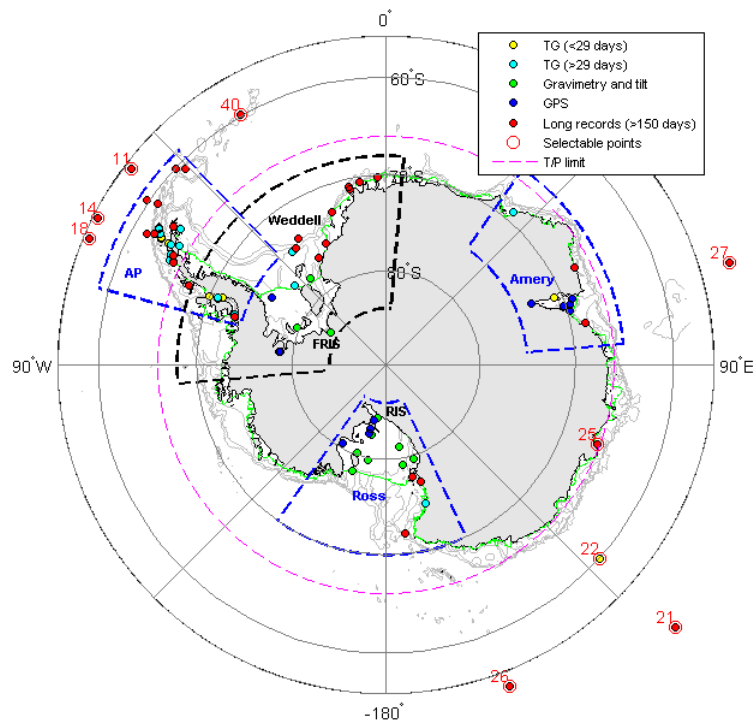 0°
60°S
TG (<29 days)
TG (>29 days)
Gravimetry and tilt
GPS
Long records (>150 days)
Selectable points
T/P limit
40
11
70°S
14
Weddell
18
27
AP
80°S
Amery
FRIS
90°W
90°E
RIS
25
Ross
22
21
26
-180°